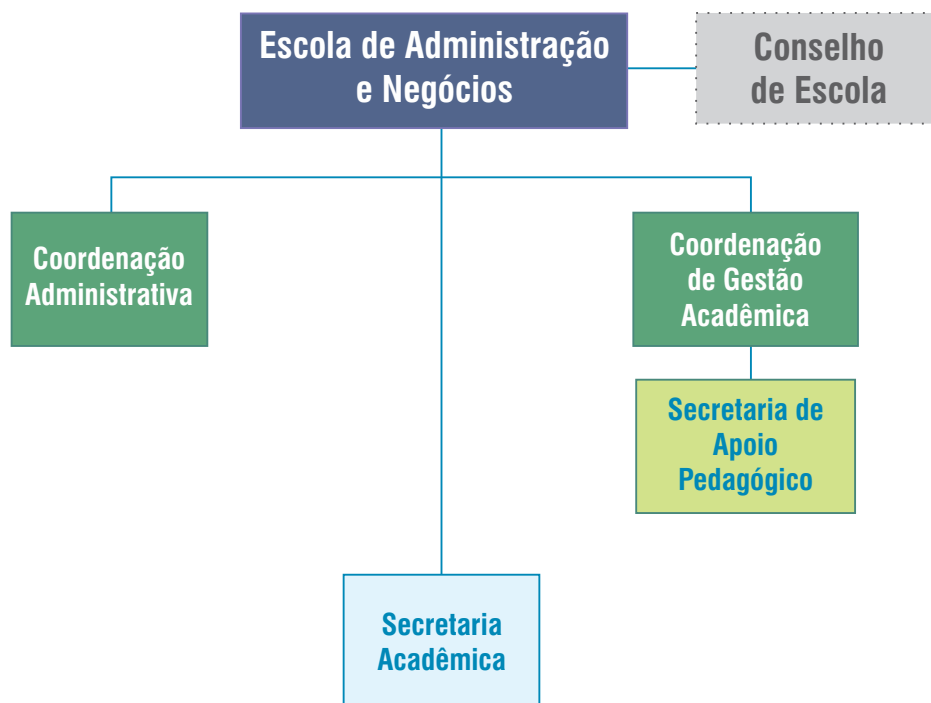 Escola de Administração
e Negócios
Conselho
de Escola
Coordenação
Administrativa
Coordenação
de Gestão
Acadêmica
Secretaria de
Apoio
Pedagógico
Secretaria
Acadêmica